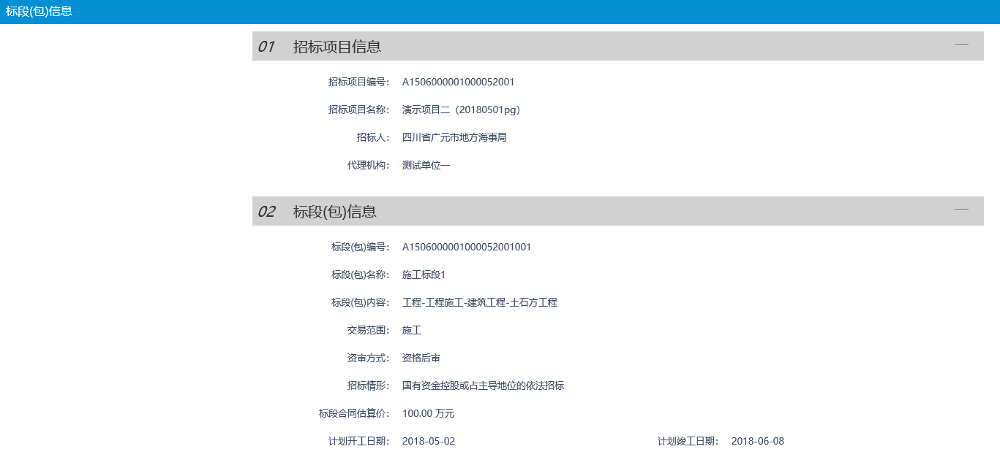 标段(包)信息
01 招标项目信息
招标项目编号： A1506000001000052001
招标项目名称： 演示项目二（20180501pg）
招标人： 四川省广元市地方海事局
代理机构： 测试单位一
02 标段(包)信息
标段(包)编号： A1506000001000052001001
标段(包)名称： 施工标段1
标段(包)内容： 工程-工程施工-建筑工程-土石方工程
交易范围： 施工
资审方式： 资格后审
招标情形： 国有资金控股或占主导地位的依法招标
标段合同估算价： 100.00 万元
计划开工日期： 2018-05-02 计划竣工日期： 2018-06-08